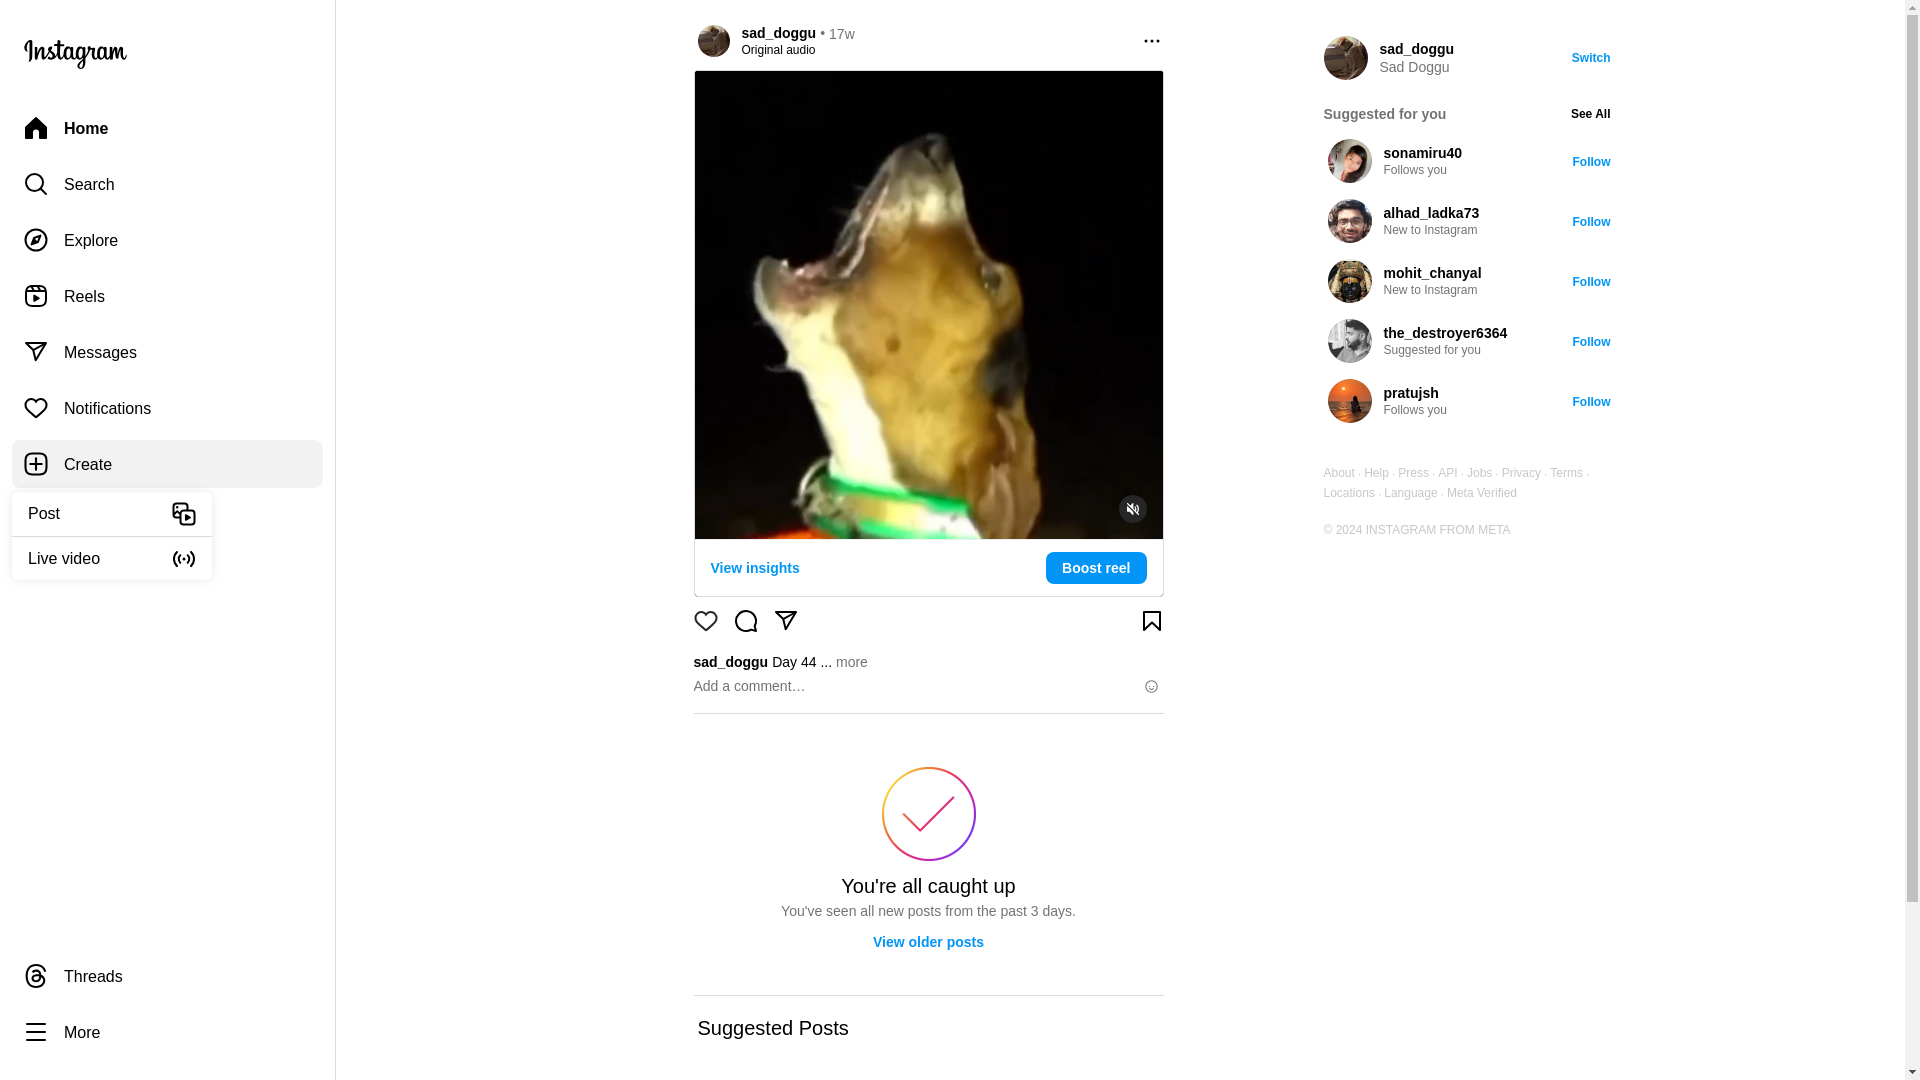 Instagram
Home
Search
Explore
Reels
Messages
Notifications
Create
Post
Live video
Threads
More
sad_doggu • 17w
Original audio
View insights
Boost reel
sad_doggu Day 44 ... more
Add a comment…
You're all caught up
You've seen all new posts from the past 3 days.
View older posts
Suggested Posts
sad_doggu
Sad Doggu
Switch
Suggested for you
See All
sonamiru40
Follows you
Follow
alhad_ladka73
New to Instagram
Follow
mohit_chanyal
New to Instagram
Follow
the_destroyer6364
Suggested for you
Follow
pratujsh
Follows you
Follow
About · Help · Press · API · Jobs · Privacy · Terms ·
Locations · Language · Meta Verified
© 2024 INSTAGRAM FROM META